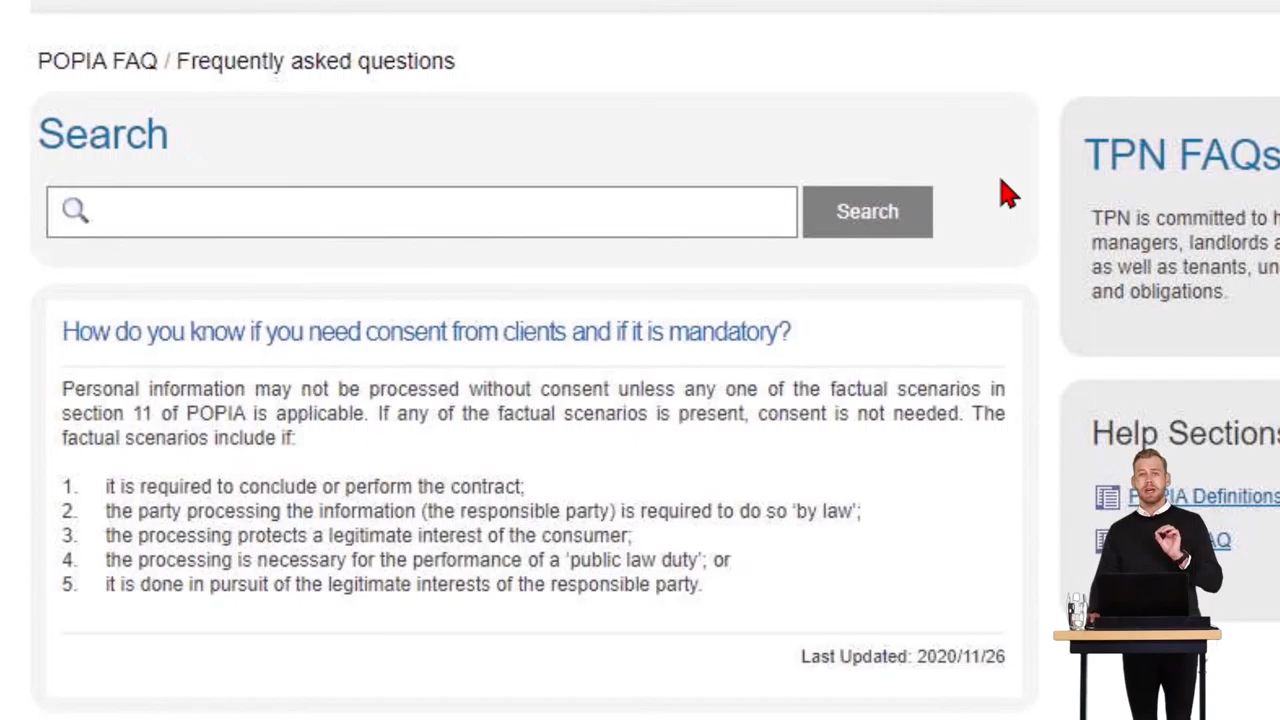 POPIA FAQ / Frequently asked questions
Search
Search
How do you know if you need consent from clients and if it is mandatory?
Personal information may not be processed without consent unless any one of the factual scenarios in
section 11 of POPIA is applicable. If any of the factual scenarios is present, consent is not needed. The
factual scenarios include if:
1. it is required to conclude or perform the contract;
2. the party processing the information (the responsible party) is required to do so ‘by law’;
3. the processing protects a legitimate interest of the consumer;
4. the processing is necessary for the performance of a ‘public law duty’; or
5. it is done in pursuit of the legitimate interests of the responsible party.
Last Updated: 2020/11/26
TPN FAQs
TPN is committed to
managers, landlords
as well as tenants,
and obligations.
Help Sections
Definitions